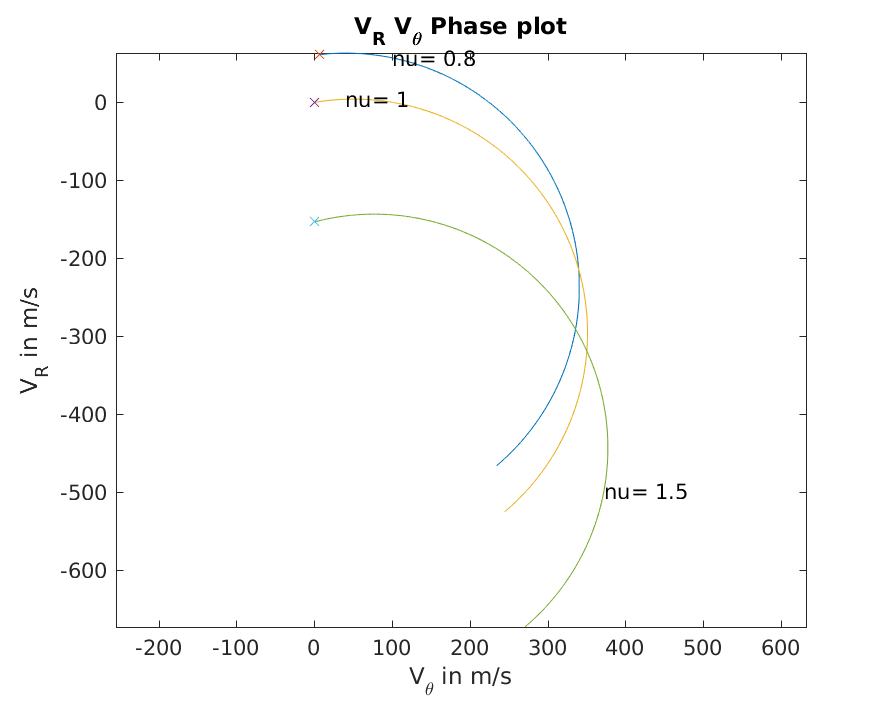 V_R V_θ Phase plot
nu= 0.8
nu= 1
nu= 1.5
0
-100
-200
-300
-400
-500
-600
V_R in m/s
-200 -100 0 100 200 300 400 500 600
V_θ in m/s